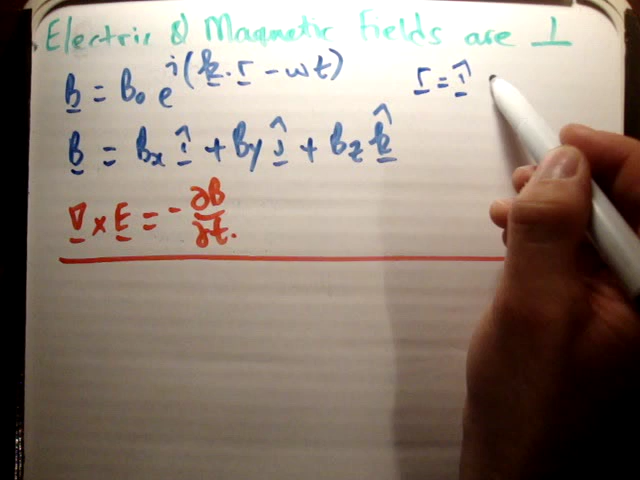 Electric & Magnetic Fields are ⊥
B = B₀ e^i(k·r - ωt)
r = î
B = Bx î + By ĵ + Bz k̂
∇ × E = - ∂B/∂t.